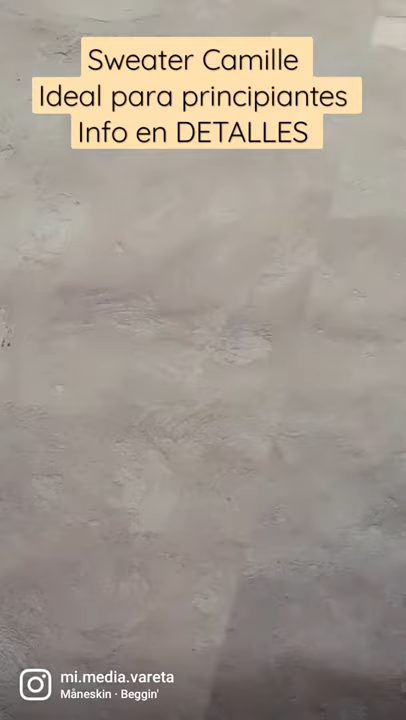 Sweater Camille
Ideal para principiantes
Info en DETALLES
mi.media.vareta
Måneskin · Beggin'